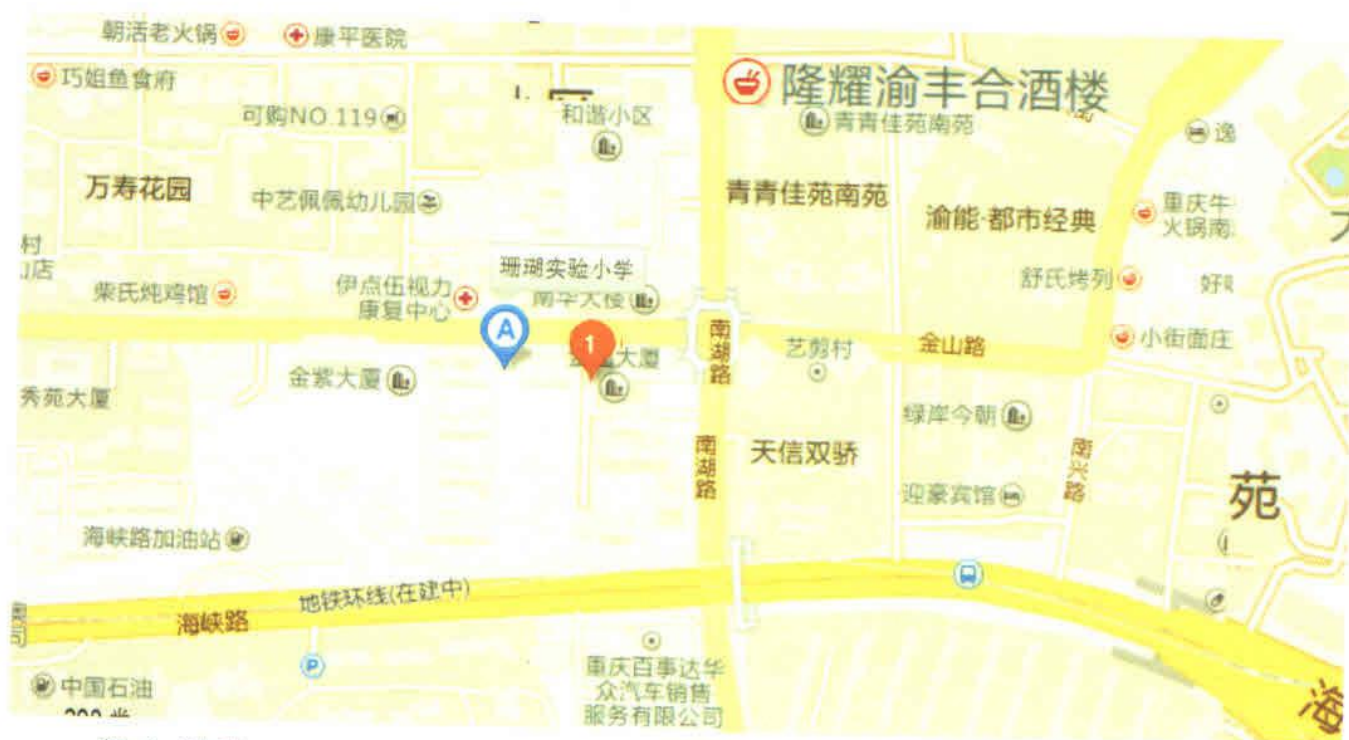 朝活老火锅
康平医院
巧姐鱼食府
隆耀渝丰合酒楼
可购NO.119
和谐小区
青青佳苑南苑
逸
万寿花园
中艺佩佩幼儿园
青青佳苑南苑
渝能·都市经典
重庆牛
火锅南
村
店
珊瑚实验小学
柴氏炖鸡馆
伊点伍视力
康复中心
南华大楼
舒氏烤列
好
A
1
大厦
南湖路
艺剪村
金山路
小街面庄
金紫大厦
秀苑大厦
绿岸今朝
南湖路
天信双骄
南兴路
迎豪宾馆
苑
海峡路加油站
地铁环线(在建中)
海峡路
P
重庆百事达华
众汽车销售
服务有限公司
中国石油
海